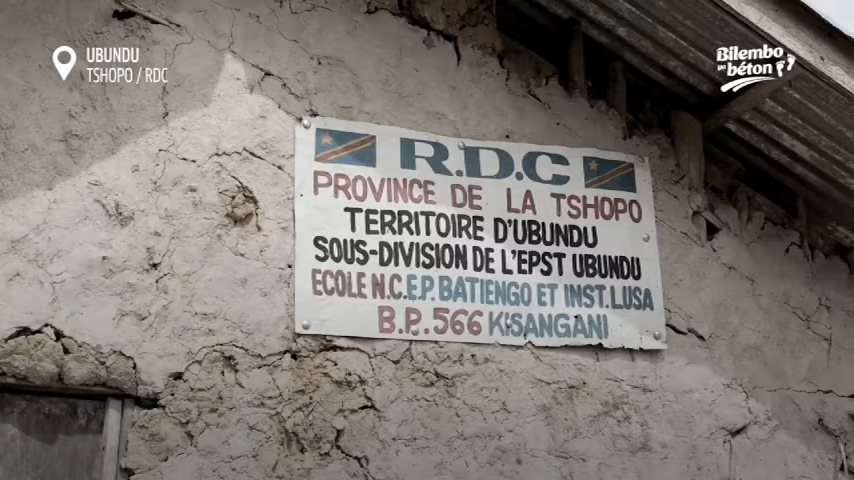 UBUNDU
TSHOPO / RDC
Bilembo
ya béton
R.D.C
PROVINCE DE LA TSHOPO
TERRITOIRE D'UBUNDU
SOUS-DIVISION DE L'EPST UBUNDU
ECOLE N.C.E.P. BATIENGO ET INST.LUSA
B.P. 566 KISANGANI